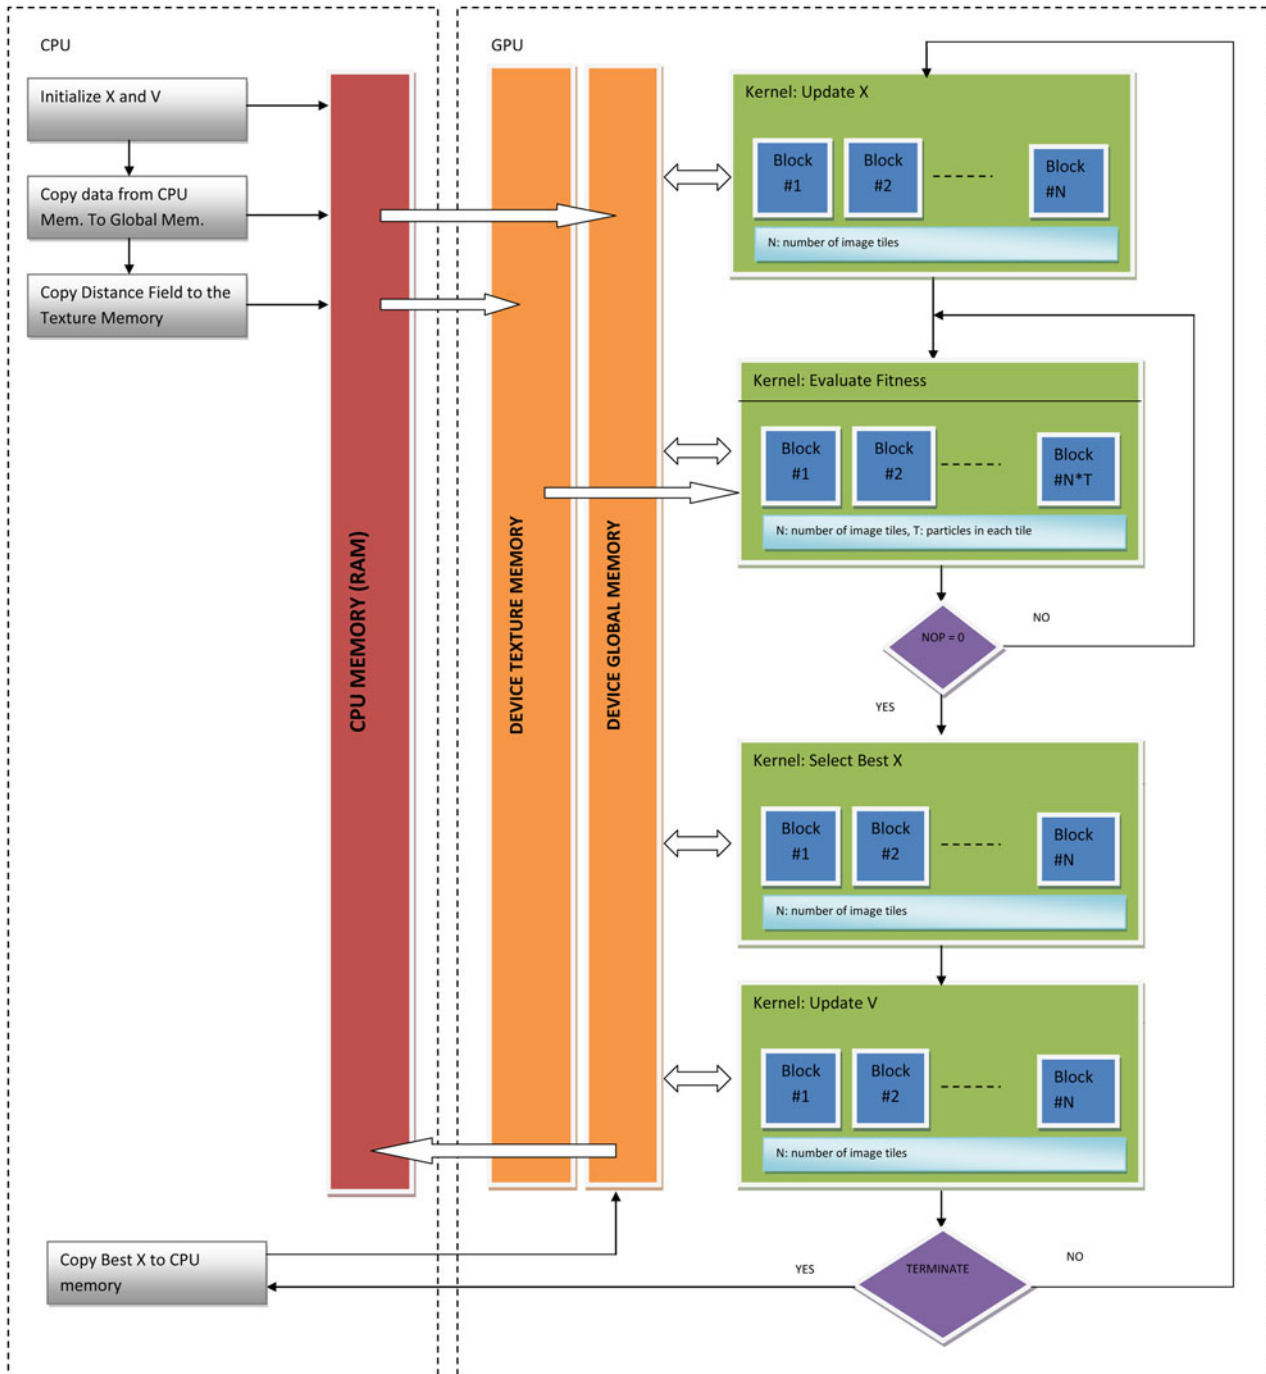 CPU
Initialize X and V
Copy data from CPU
Mem. To Global Mem.
Copy Distance Field to the
Texture Memory
CPU MEMORY (RAM)
GPU
DEVICE TEXTURE MEMORY
DEVICE GLOBAL MEMORY
Kernel: Update X
Block
#1
Block
#2
Block
#N
N: number of image tiles
Kernel: Evaluate Fitness
Block
#1
Block
#2
Block
#N*T
N: number of image tiles, T: particles in each tile
NOP = 0
NO
YES
Kernel: Select Best X
Block
#1
Block
#2
Block
#N
N: number of image tiles
Kernel: Update V
Block
#1
Block
#2
Block
#N
N: number of image tiles
TERMINATE
NO
YES
Copy Best X to CPU
memory